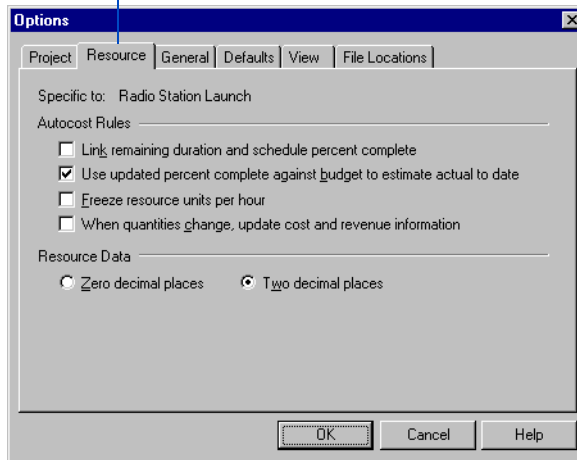 Options
Project Resource General Defaults View File Locations
Specific to: Radio Station Launch
Autocost Rules
Link remaining duration and schedule percent complete
Use updated percent complete against budget to estimate actual to date
Freeze resource units per hour
When quantities change, update cost and revenue information
Resource Data
Zero decimal places Two decimal places
OK Cancel Help